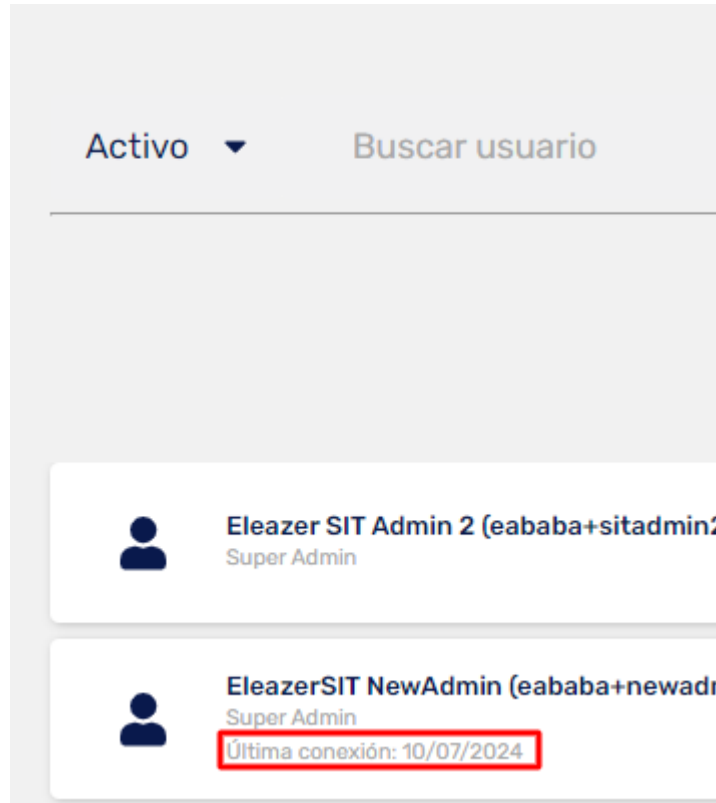 Activo Buscar usuario
Eleazer SIT Admin 2 (eababa+sitadmin2
Super Admin
EleazerSIT NewAdmin (eababa+newadr
Super Admin
Última conexión: 10/07/2024